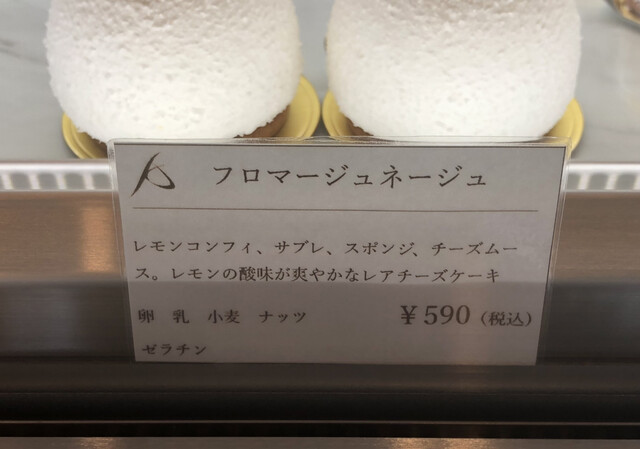 フロマージュネージュ
レモンコンフィ、サブレ、スポンジ、チーズムー
ス。レモンの酸味が爽やかなレアチーズケーキ
卵 乳 小麦 ナッツ ¥590(税込)
ゼラチン